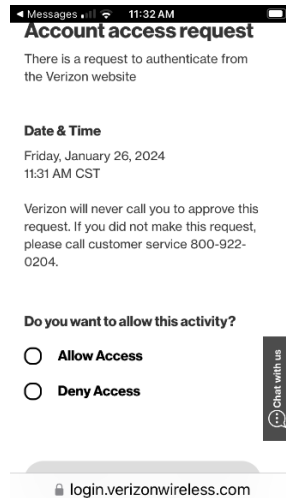 ◀ Messages 11:32 AM
Account access request
There is a request to authenticate from
the Verizon website
Date & Time
Friday, January 26, 2024
11:31 AM CST
Verizon will never call you to approve this
request. If you did not make this request,
please call customer service 800-922-
0204.
Do you want to allow this activity?
Allow Access
Deny Access
Chat with us
login.verizonwireless.com